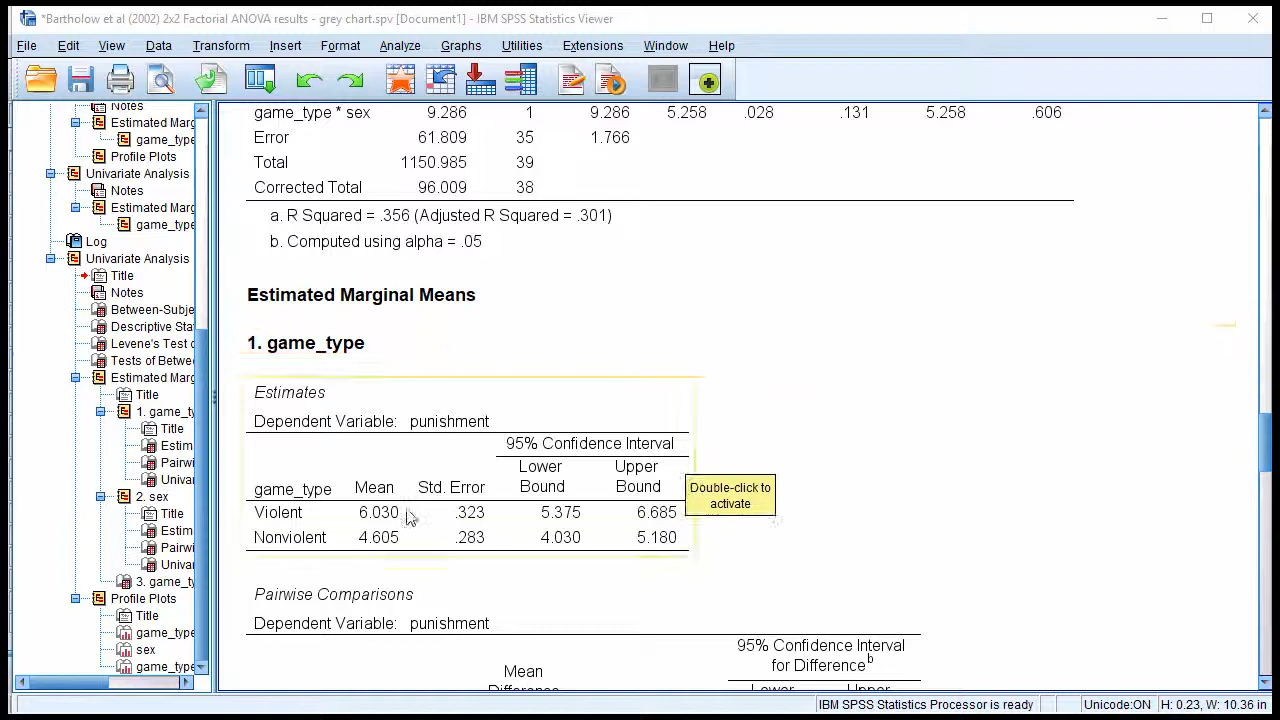 *Bartholow et al (2002) 2x2 Factorial ANOVA results - grey chart.spv [Document1] - IBM SPSS Statistics Viewer
File Edit View Data Transform Insert Format Analyze Graphs Utilities Extensions Window Help
Notes
Estimated Marg
game_type
Profile Plots
Univariate Analysis
Notes
Estimated Marg
game_type
Log
Univariate Analysis
Title
Notes
Between-Subje
Descriptive Stat
Levene's Test o
Tests of Betwe
Estimated Marg
Title
1. game_ty
Title
Estim
Pairw
Univa
2. sex
Title
Estim
Pairw
Univa
3. game_ty
Profile Plots
Title
game_type
sex
game_type
game_type * sex 9.286 1 9.286 5.258 .028 .131 5.258 .606
Error 61.809 35 1.766
Total 1150.985 39
Corrected Total 96.009 38
a. R Squared = .356 (Adjusted R Squared = .301)
b. Computed using alpha = .05
Estimated Marginal Means
1. game_type
Estimates
Dependent Variable: punishment
95% Confidence Interval
game_type Mean Std. Error Lower Bound Upper Bound
Violent 6.030 .323 5.375 6.685
Nonviolent 4.605 .283 4.030 5.180
Double-click to
activate
Pairwise Comparisons
Dependent Variable: punishment
95% Confidence Interval
for Difference b
Mean
Difference
Lower Upper
IBM SPSS Statistics Processor is ready Unicode:ON H: 0.23, W: 10.36 in